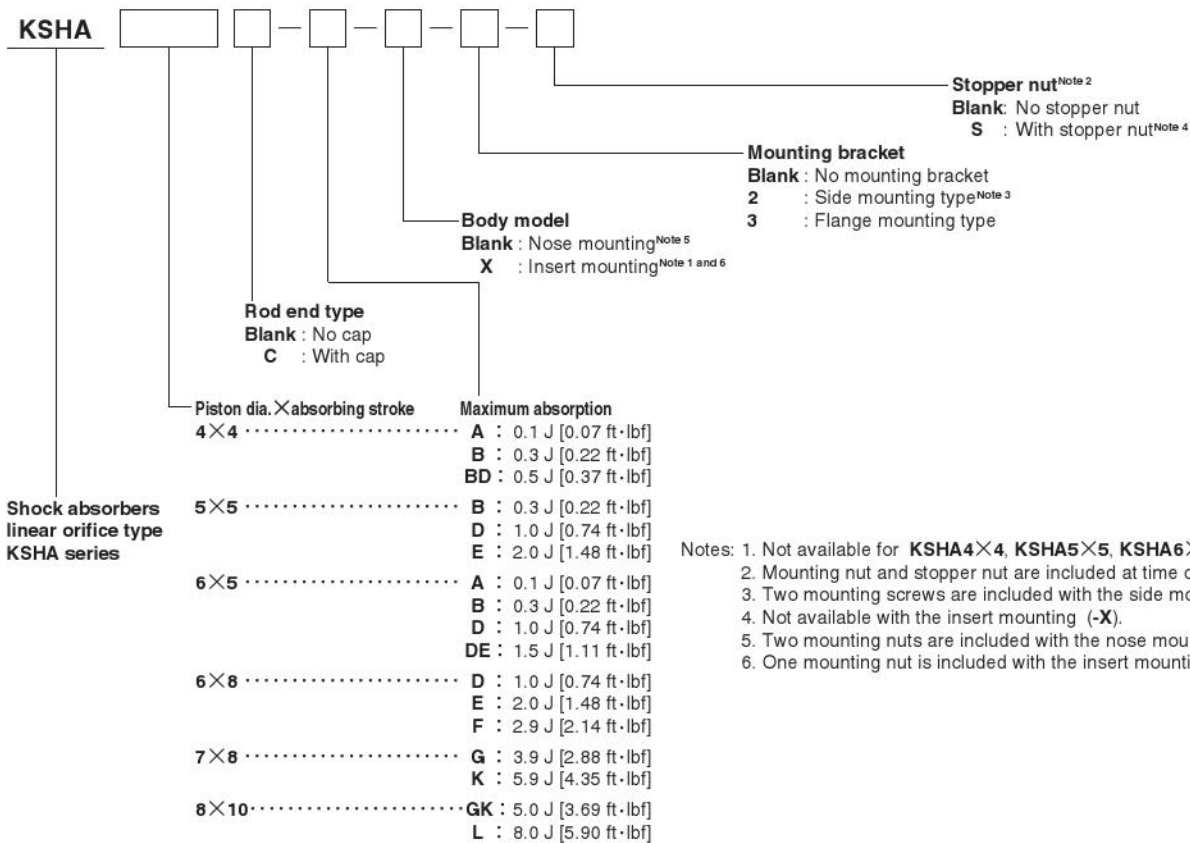 KSHA
Stopper nut Note 2
Blank: No stopper nut
S : With stopper nut Note 4
Mounting bracket
Blank : No mounting bracket
2 : Side mounting type Note 3
3 : Flange mounting type
Body model
Blank : Nose mounting Note 5
X : Insert mounting Note 1 and 6
Rod end type
Blank : No cap
C : With cap
Piston dia.×absorbing stroke Maximum absorption
4×4 A : 0.1 J [0.07 ft·lbf]
B : 0.3 J [0.22 ft·lbf]
BD : 0.5 J [0.37 ft·lbf]
Shock absorbers
linear orifice type
KSHA series
5×5 B : 0.3 J [0.22 ft·lbf]
D : 1.0 J [0.74 ft·lbf]
E : 2.0 J [1.48 ft·lbf]
6×5 A : 0.1 J [0.07 ft·lbf]
B : 0.3 J [0.22 ft·lbf]
D : 1.0 J [0.74 ft·lbf]
DE : 1.5 J [1.11 ft·lbf]
6×8 D : 1.0 J [0.74 ft·lbf]
E : 2.0 J [1.48 ft·lbf]
F : 2.9 J [2.14 ft·lbf]
7×8 G : 3.9 J [2.88 ft·lbf]
K : 5.9 J [4.35 ft·lbf]
8×10 GK : 5.0 J [3.69 ft·lbf]
L : 8.0 J [5.90 ft·lbf]
Notes: 1. Not available for KSHA4×4, KSHA5×5, KSHA6×
2. Mounting nut and stopper nut are included at time
3. Two mounting screws are included with the side
4. Not available with the insert mounting (-X).
5. Two mounting nuts are included with the nose
6. One mounting nut is included with the insert